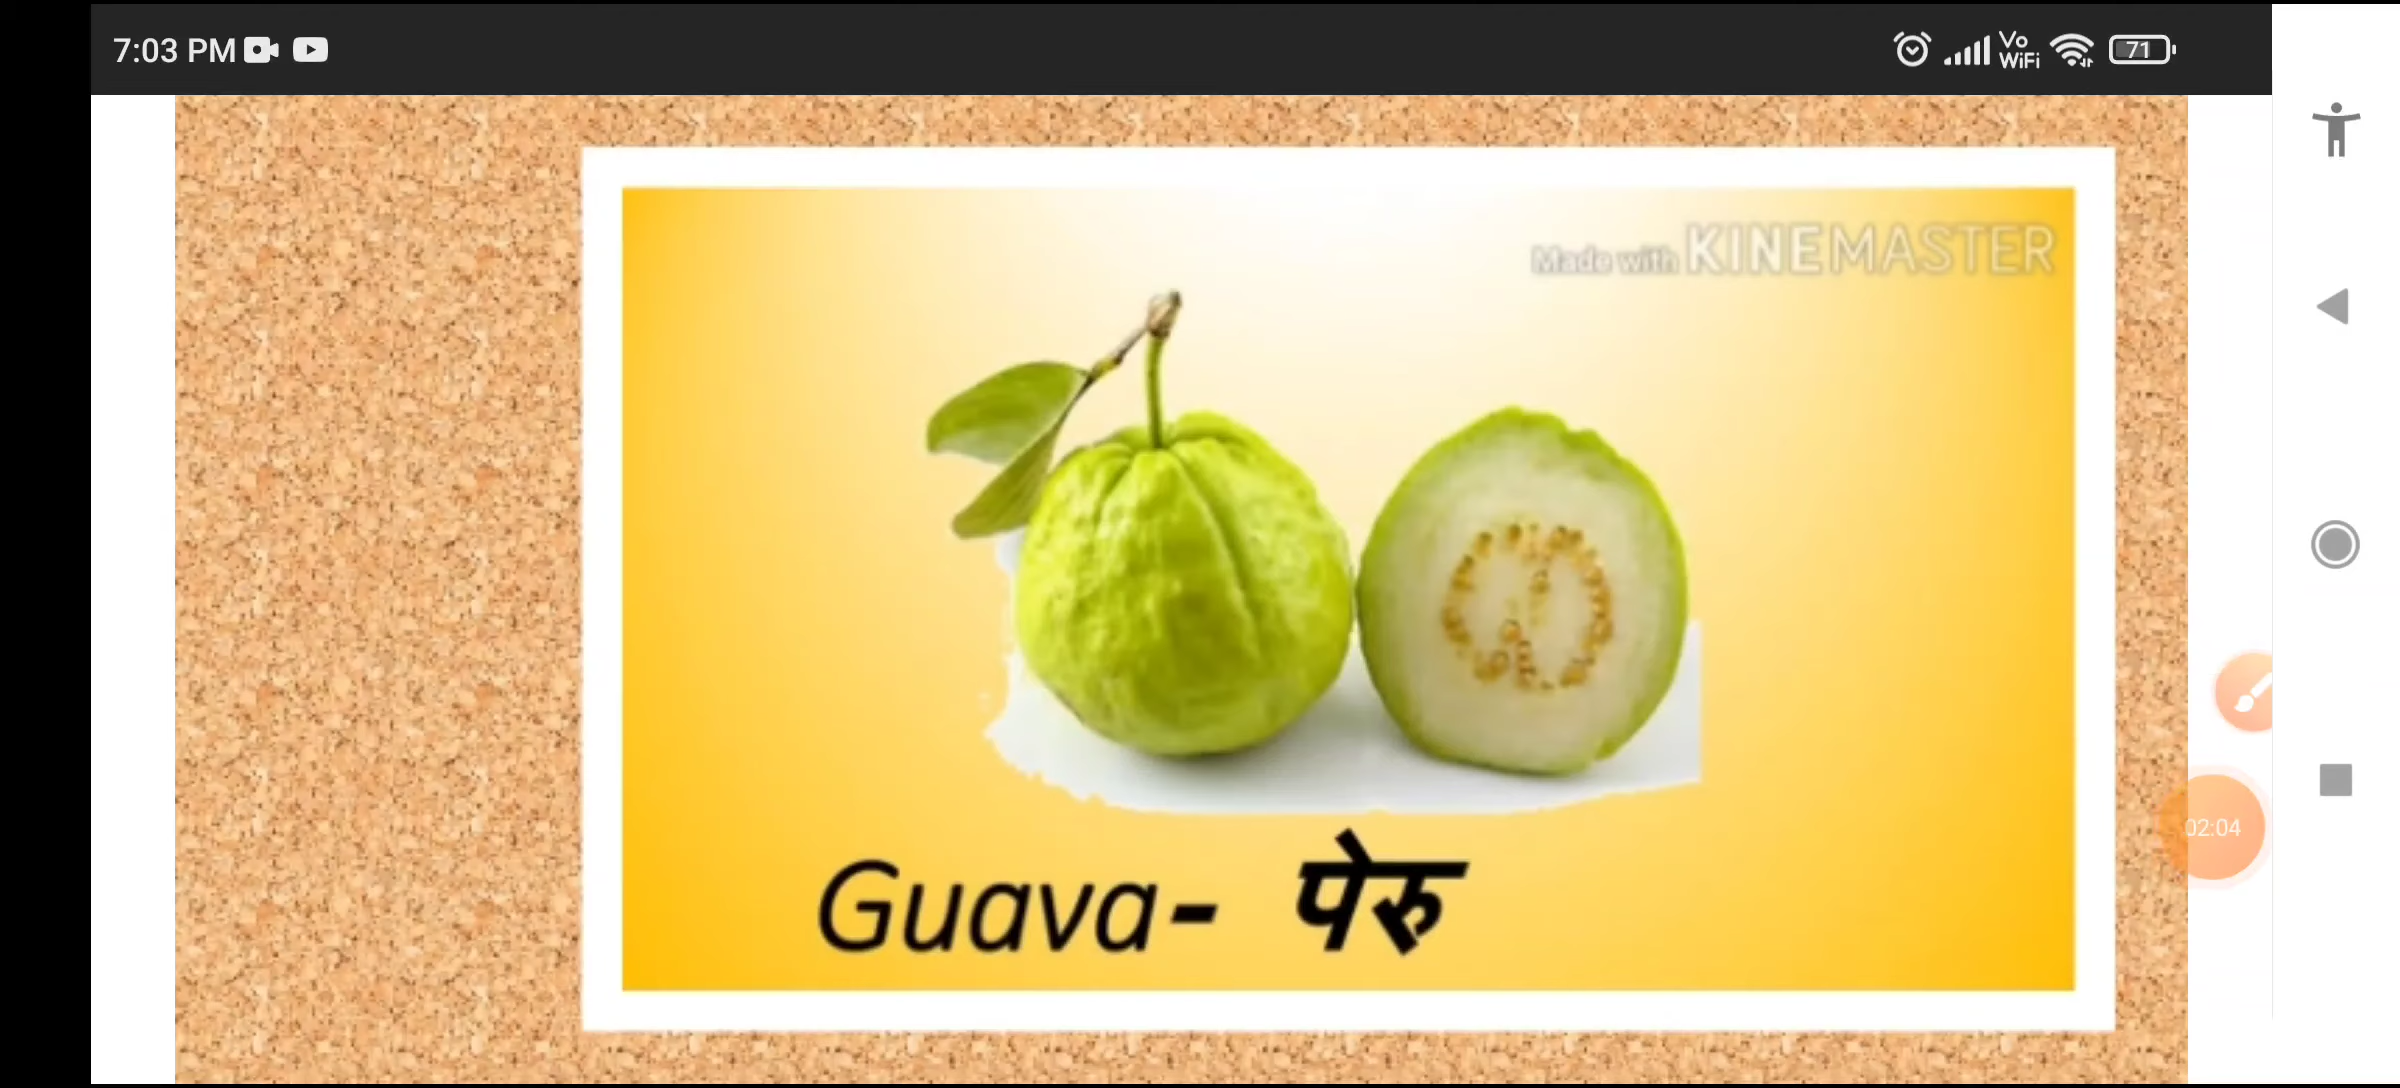 7:03 PM
Vo
WiFi
71
Made with KINEMASTER
02:04
Guava- पेरु